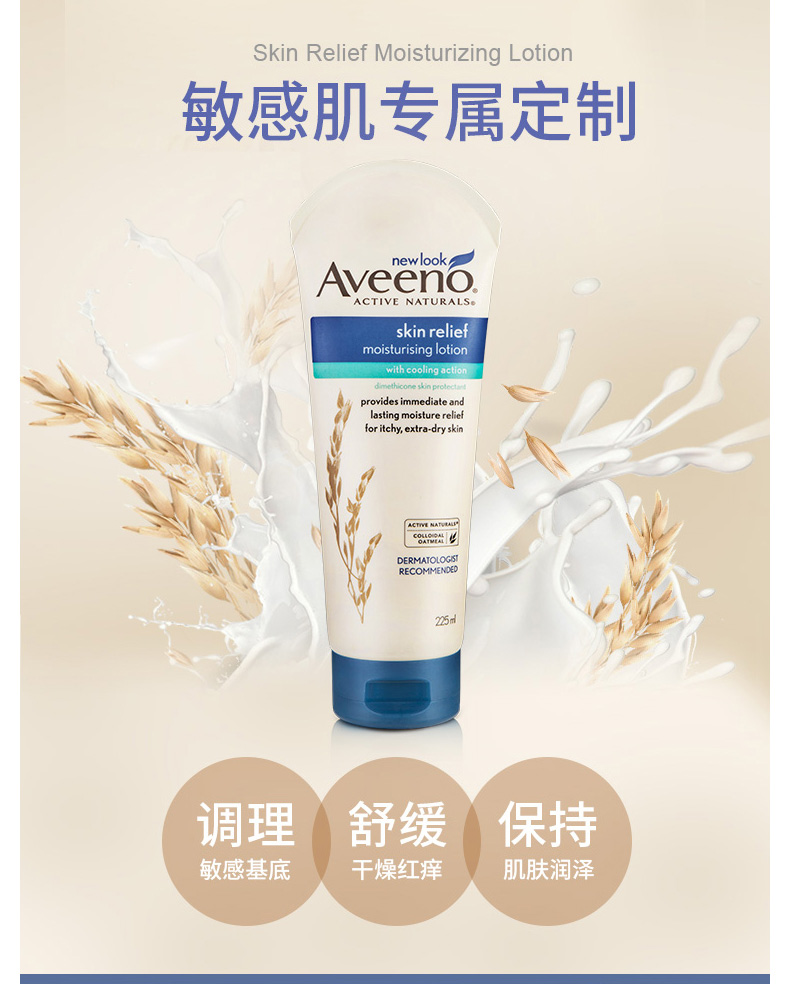 Skin Relief Moisturizing Lotion
敏感肌专属定制
new look
Aveeno®
ACTIVE NATURALS®
skin relief
moisturising lotion
with cooling action
dimethicone skin protectant
provides immediate and
lasting moisture relief
for itchy, extra-dry skin
ACTIVE NATURALS™
COLLOIDAL
OATMEAL
DERMATOLOGIST
RECOMMENDED
225 ml
调理 舒缓 保持
敏感基底 干燥红痒 肌肤润泽